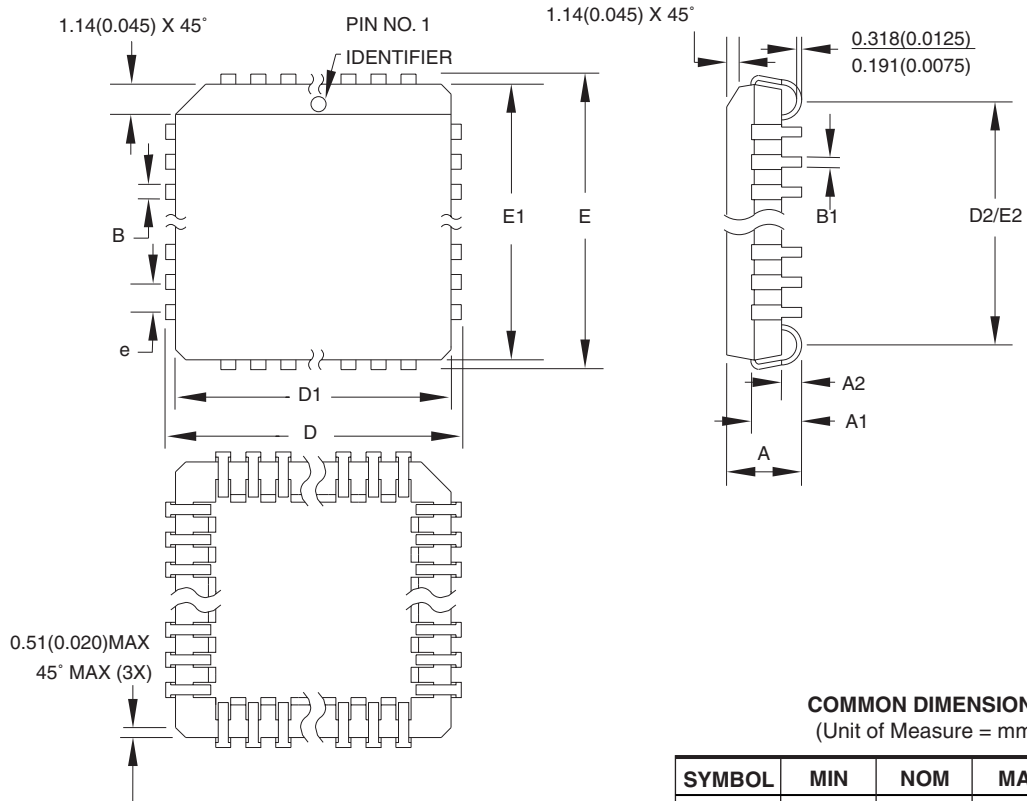 1.14(0.045) X 45˚
PIN NO. 1
IDENTIFIER
1.14(0.045) X 45˚
0.318(0.0125)
0.191(0.0075)
B
e
E1
E
B1
D2/E2
D1
D
A2
A1
A
0.51(0.020)MAX
45˚ MAX (3X)
COMMON DIMENSION
(Unit of Measure = mm
SYMBOL MIN NOM MA